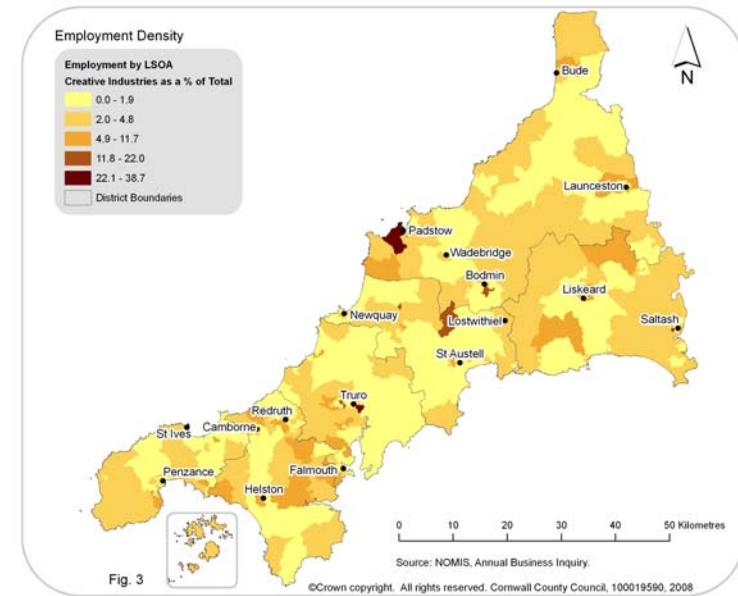 Employment Density
Employment by LSOA
Creative Industries as a % of Total
0.0 - 1.9
2.0 - 4.8
4.9 - 11.7
11.8 - 22.0
22.1 - 38.7
District Boundaries
N
Bude
Launceston
Padstow
Wadebridge
Bodmin
Liskeard
Newquay
Lostwithiel
Saltash
St Austell
Truro
Redruth
Camborne
St Ives
Penzance
Falmouth
Helston
0 10 20 30 40 50 Kilometres
Source: NOMIS, Annual Business Inquiry.
Fig. 3
©Crown copyright. All rights reserved. Cornwall County Council, 100019590, 2008